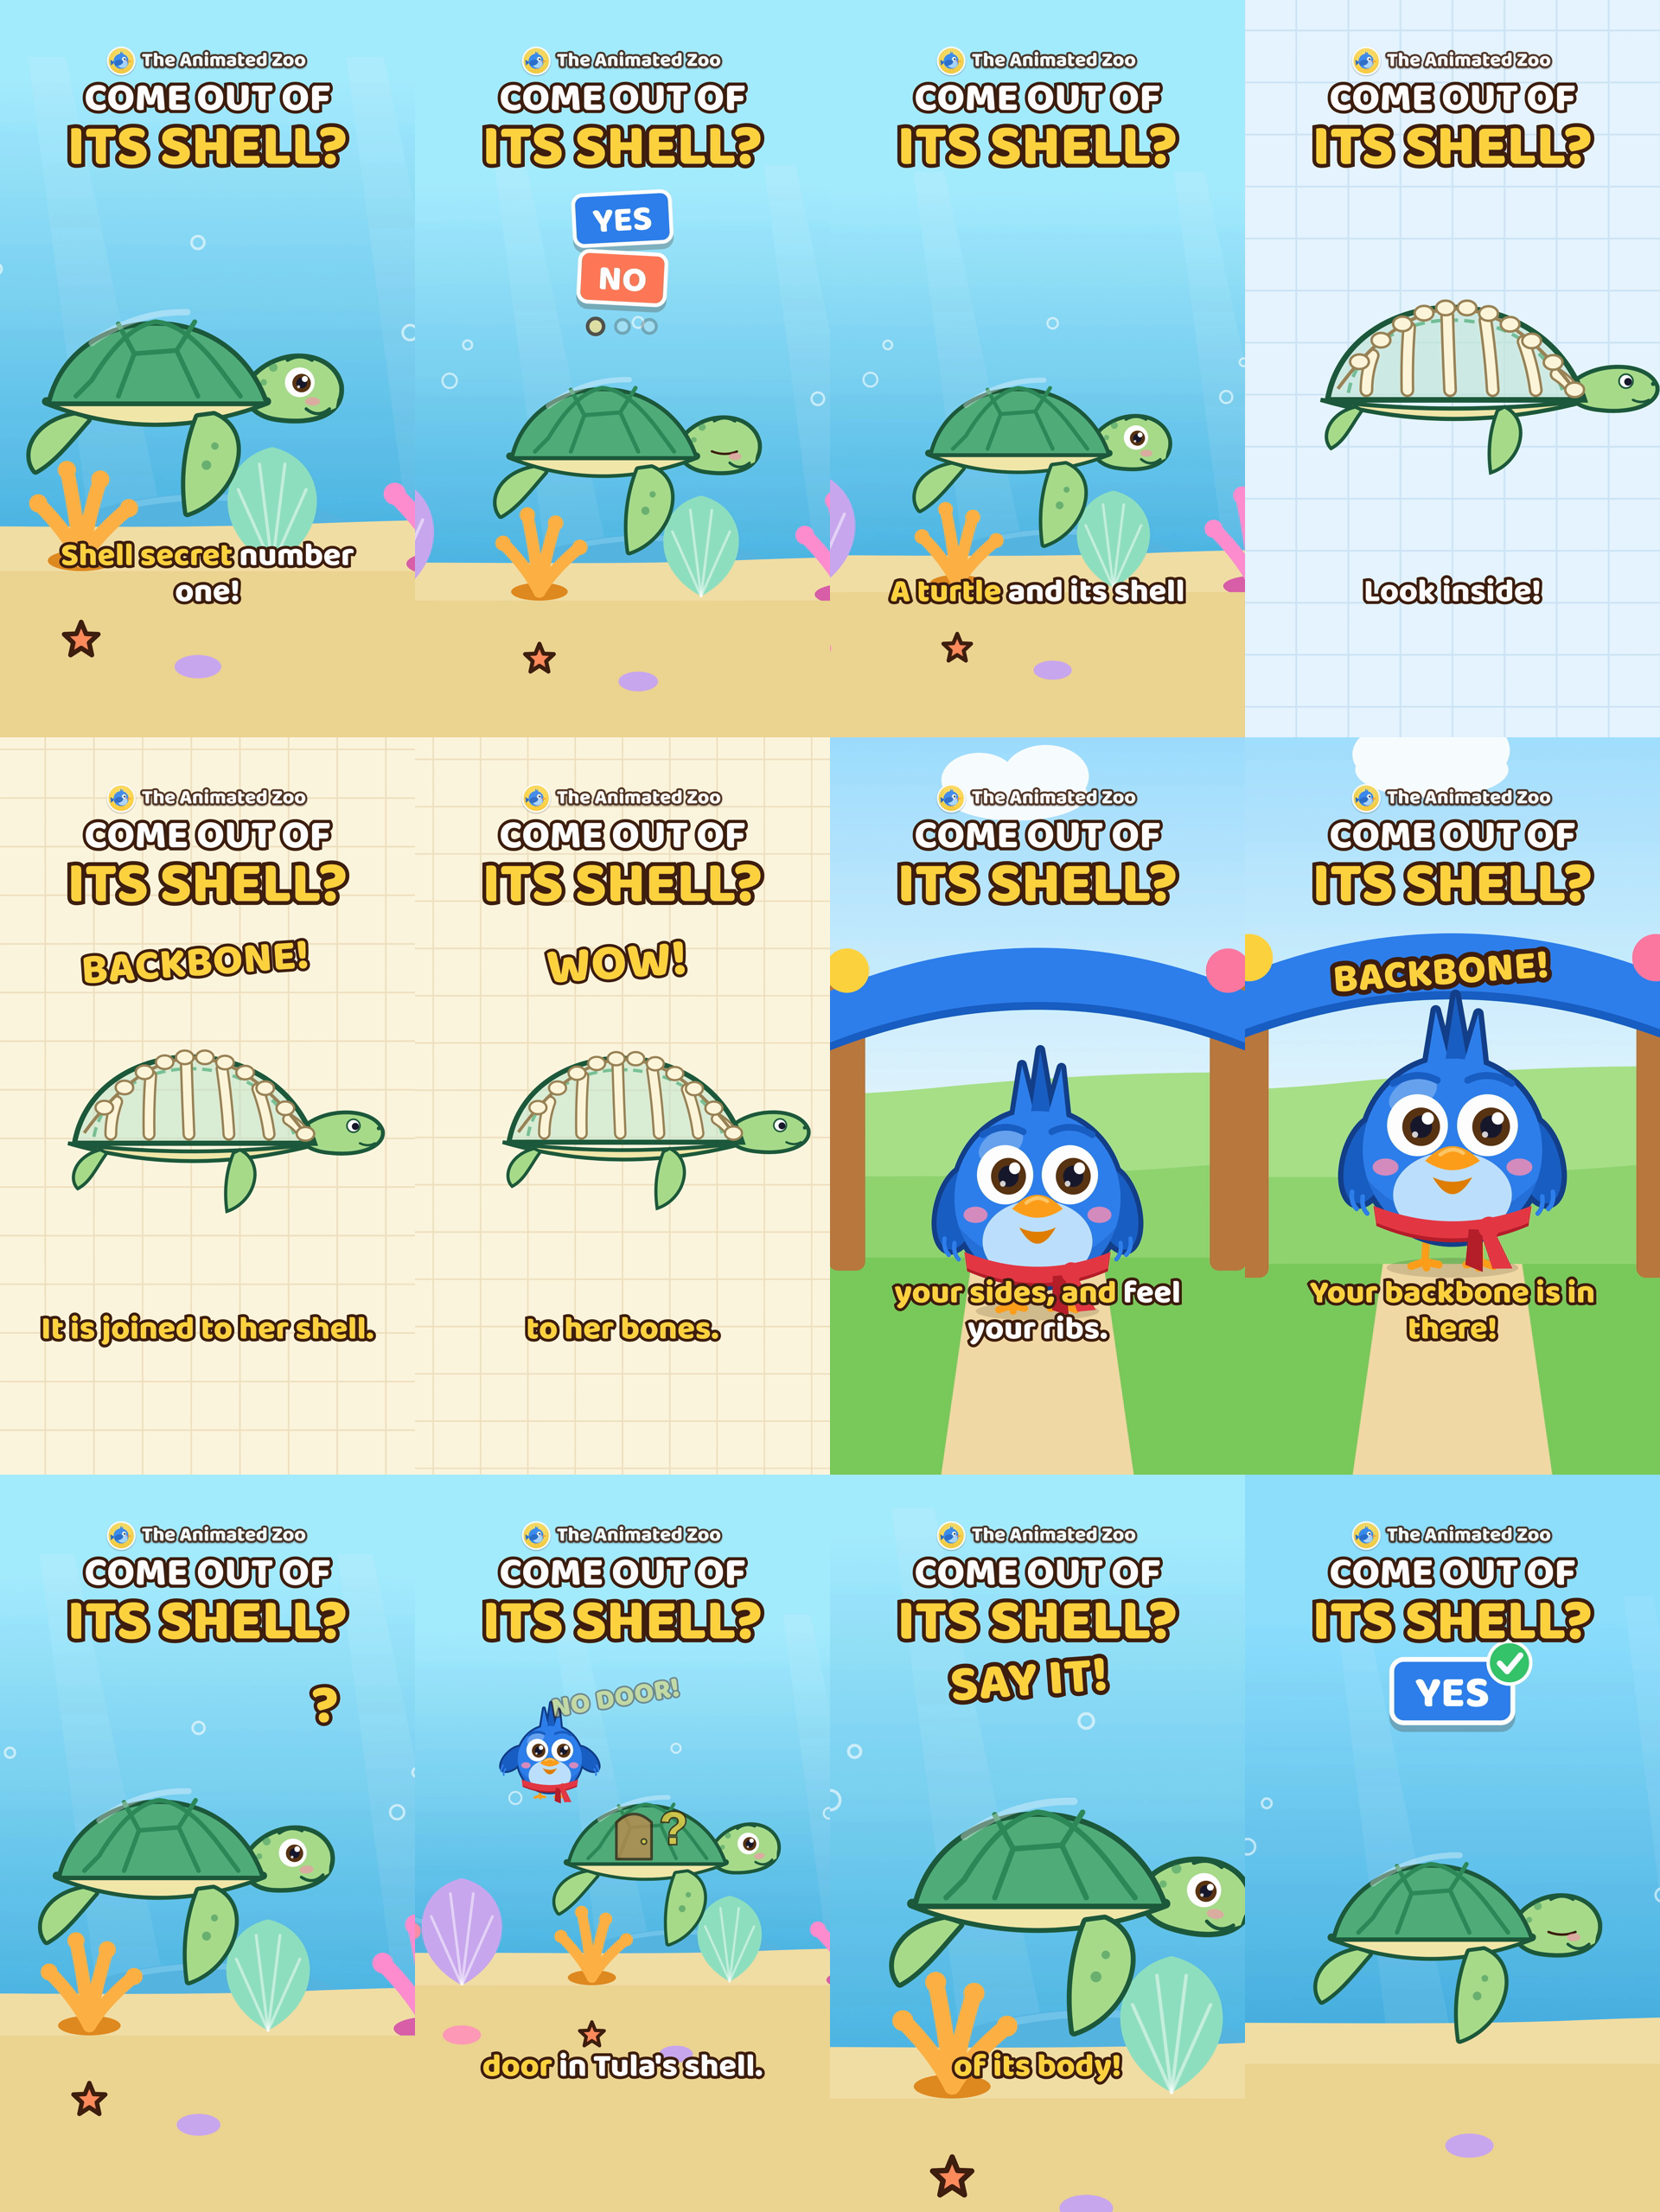 The Animated Zoo
COME OUT OF
ITS SHELL?
Shell secret number
one!
The Animated Zoo
COME OUT OF
ITS SHELL?
YES
NO
The Animated Zoo
COME OUT OF
ITS SHELL?
A turtle and its shell
The Animated Zoo
COME OUT OF
ITS SHELL?
Look inside!
The Animated Zoo
COME OUT OF
ITS SHELL?
BACKBONE!
It is joined to her shell.
The Animated Zoo
COME OUT OF
ITS SHELL?
WOW!
to her bones.
The Animated Zoo
COME OUT OF
ITS SHELL?
your sides, and feel
your ribs.
The Animated Zoo
COME OUT OF
ITS SHELL?
BACKBONE!
Your backbone is in
there!
The Animated Zoo
COME OUT OF
ITS SHELL?
?
The Animated Zoo
COME OUT OF
ITS SHELL?
NO DOOR!
?
door in Tula's shell.
The Animated Zoo
COME OUT OF
ITS SHELL?
SAY IT!
of its body!
The Animated Zoo
COME OUT OF
ITS SHELL?
YES